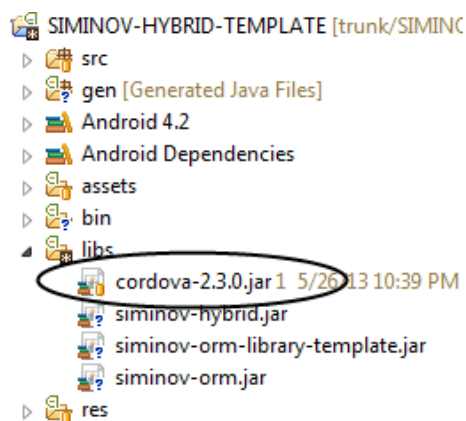 SIMINOV-HYBRID-TEMPLATE [trunk/SIMINO
src
gen [Generated Java Files]
Android 4.2
Android Dependencies
assets
bin
libs
cordova-2.3.0.jar 1 5/26/13 10:39 PM
siminov-hybrid.jar
siminov-orm-library-template.jar
siminov-orm.jar
res